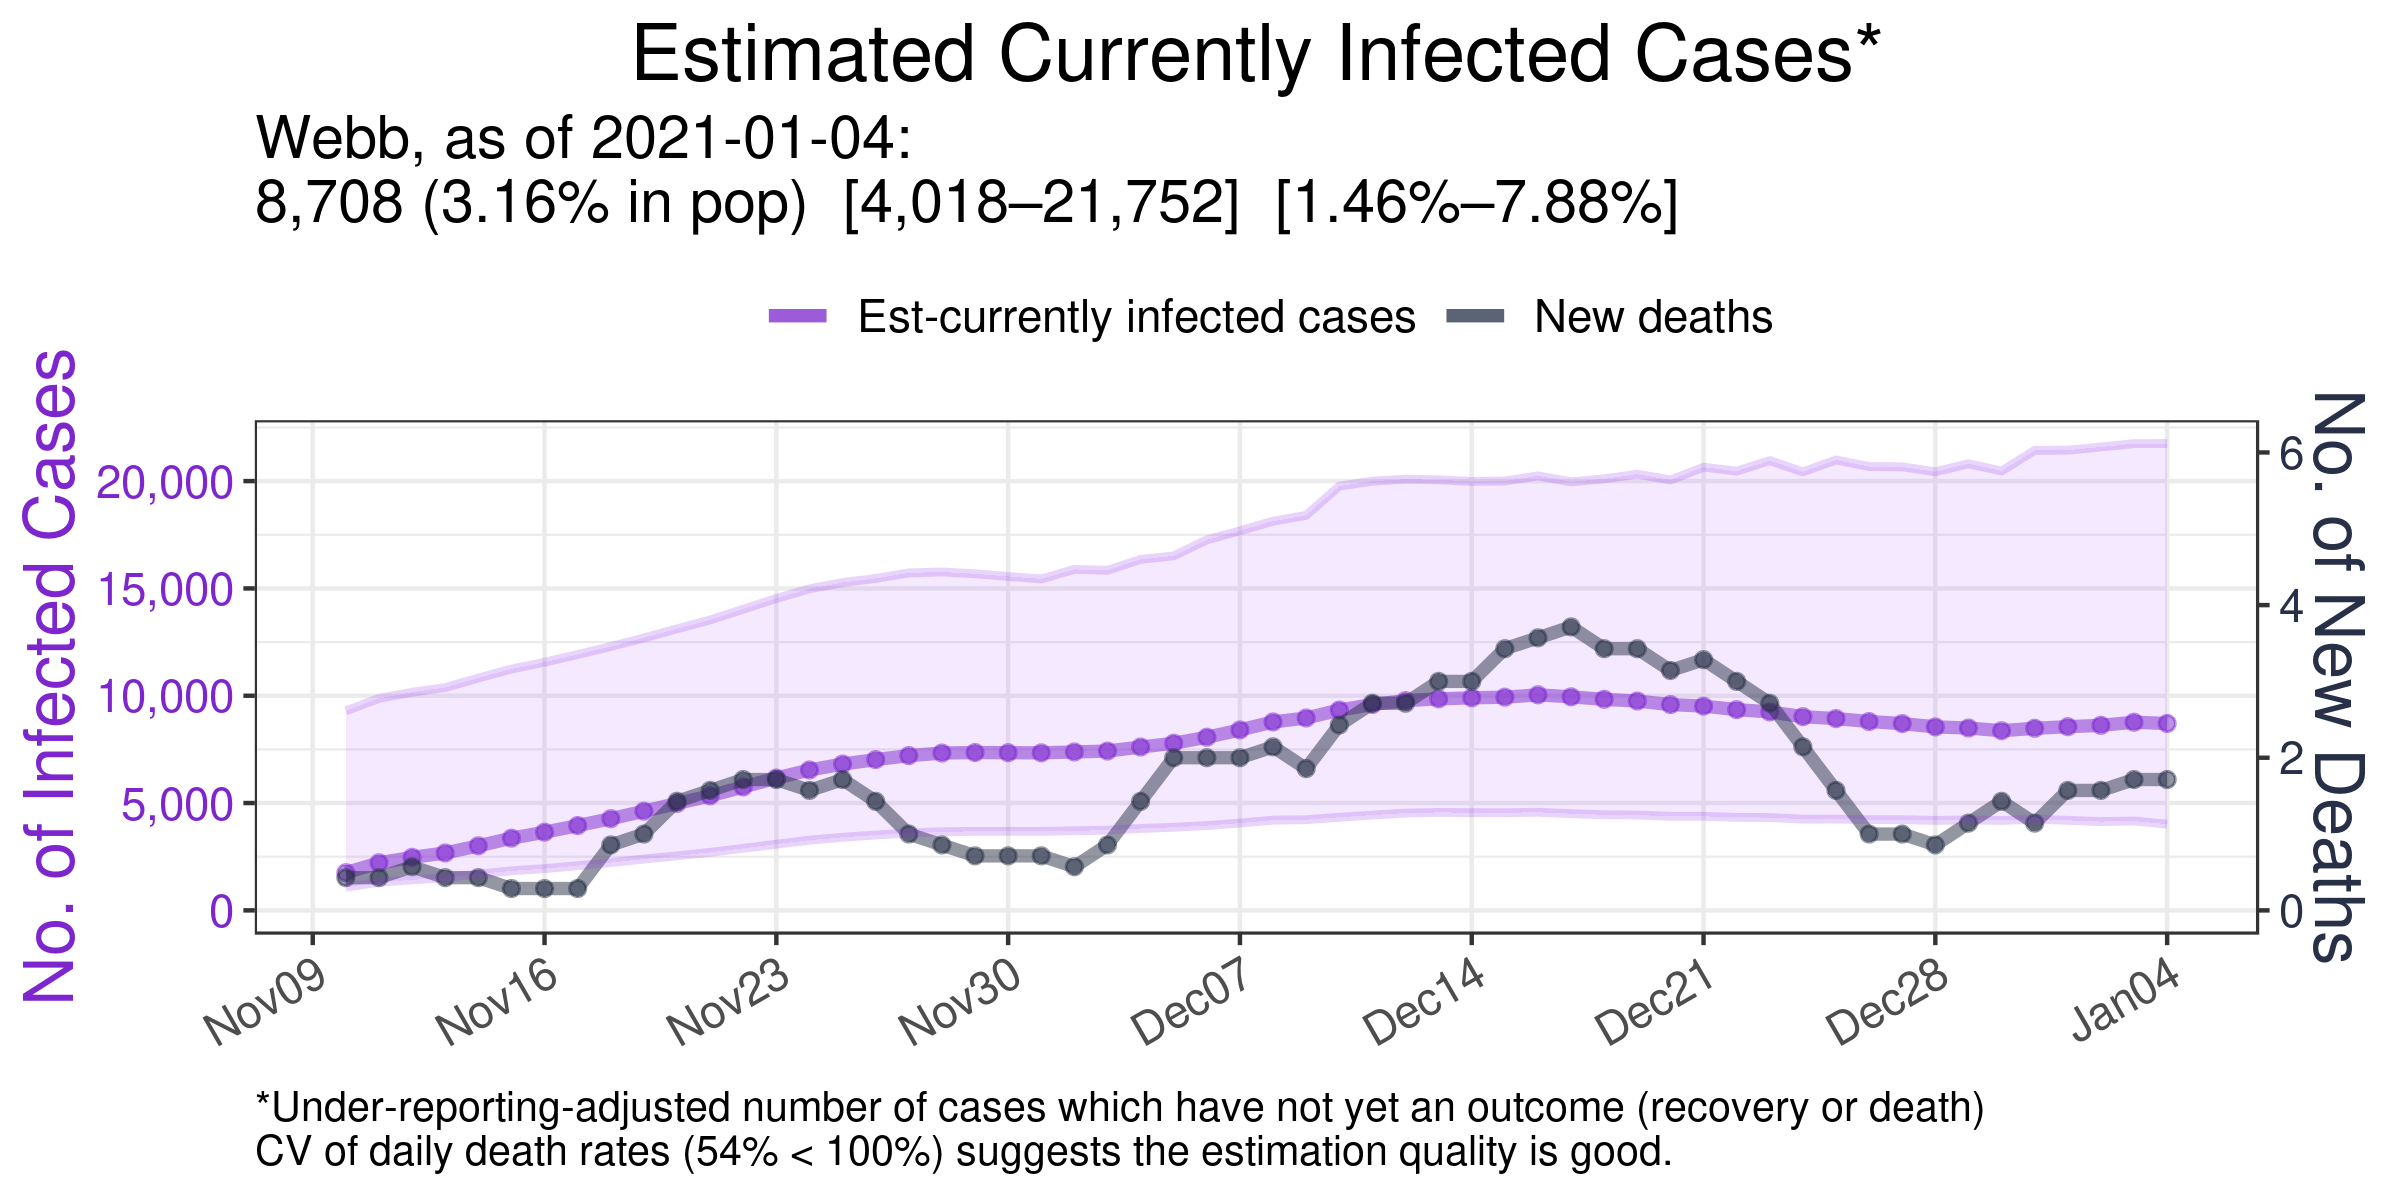 Estimated Currently Infected Cases*
Webb, as of 2021-01-04:
8,708 (3.16% in pop)  [4,018–21,752]  [1.46%–7.88%]
Est-currently infected cases
New deaths
No. of Infected Cases
20,000
15,000
10,000
5,000
0
6
4
2
0
No. of New Deaths
Nov09
Nov16
Nov23
Nov30
Dec07
Dec14
Dec21
Dec28
Jan04
*Under-reporting-adjusted number of cases which have not yet an outcome (recovery or death)
CV of daily death rates (54% < 100%) suggests the estimation quality is good.